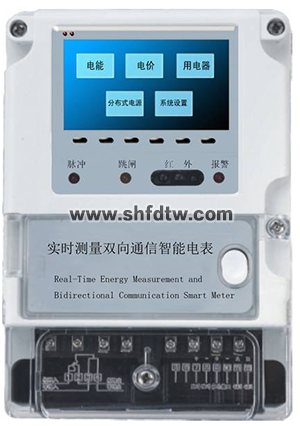 电能 电价 用电器
分布式电源 系统设置
脉冲 跳闸 红 外 报警
www.shfdtw.com
实时测量双向通信智能电表
Real-Time Energy Measurement and
Bidirectional Communication Smart Meter